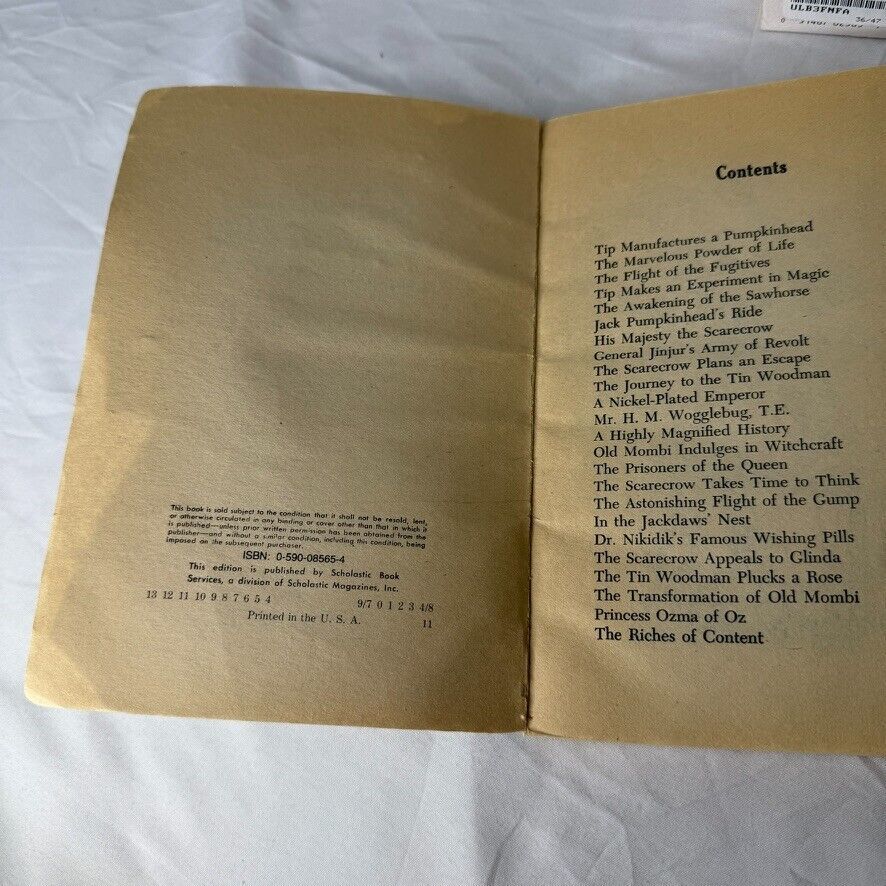 ULB3FMFA
36/47
This book is sold subject to the condition that it shall not be resold, lent,
or otherwise circulated in any binding or cover other than that in which it
is published—unless prior written permission has been obtained from the
publisher—and without a similar condition, including this condition, being
imposed on the subsequent purchaser.
ISBN: 0-590-08565-4
This edition is published by Scholastic Book
Services, a division of Scholastic Magazines, Inc.
13 12 11 10 9 8 7 6 5 4 9/7 0 1 2 3 4/8
Printed in the U. S. A. 11
Contents
Tip Manufactures a Pumpkinhead
The Marvelous Powder of Life
The Flight of the Fugitives
Tip Makes an Experiment in Magic
The Awakening of the Sawhorse
Jack Pumpkinhead's Ride
His Majesty the Scarecrow
General Jinjur's Army of Revolt
The Scarecrow Plans an Escape
The Journey to the Tin Woodman
A Nickel-Plated Emperor
Mr. H. M. Wogglebug, T.E.
A Highly Magnified History
Old Mombi Indulges in Witchcraft
The Prisoners of the Queen
The Scarecrow Takes Time to Think
The Astonishing Flight of the Gump
In the Jackdaws' Nest
Dr. Nikidik's Famous Wishing Pills
The Scarecrow Appeals to Glinda
The Tin Woodman Plucks a Rose
The Transformation of Old Mombi
Princess Ozma of Oz
The Riches of Content